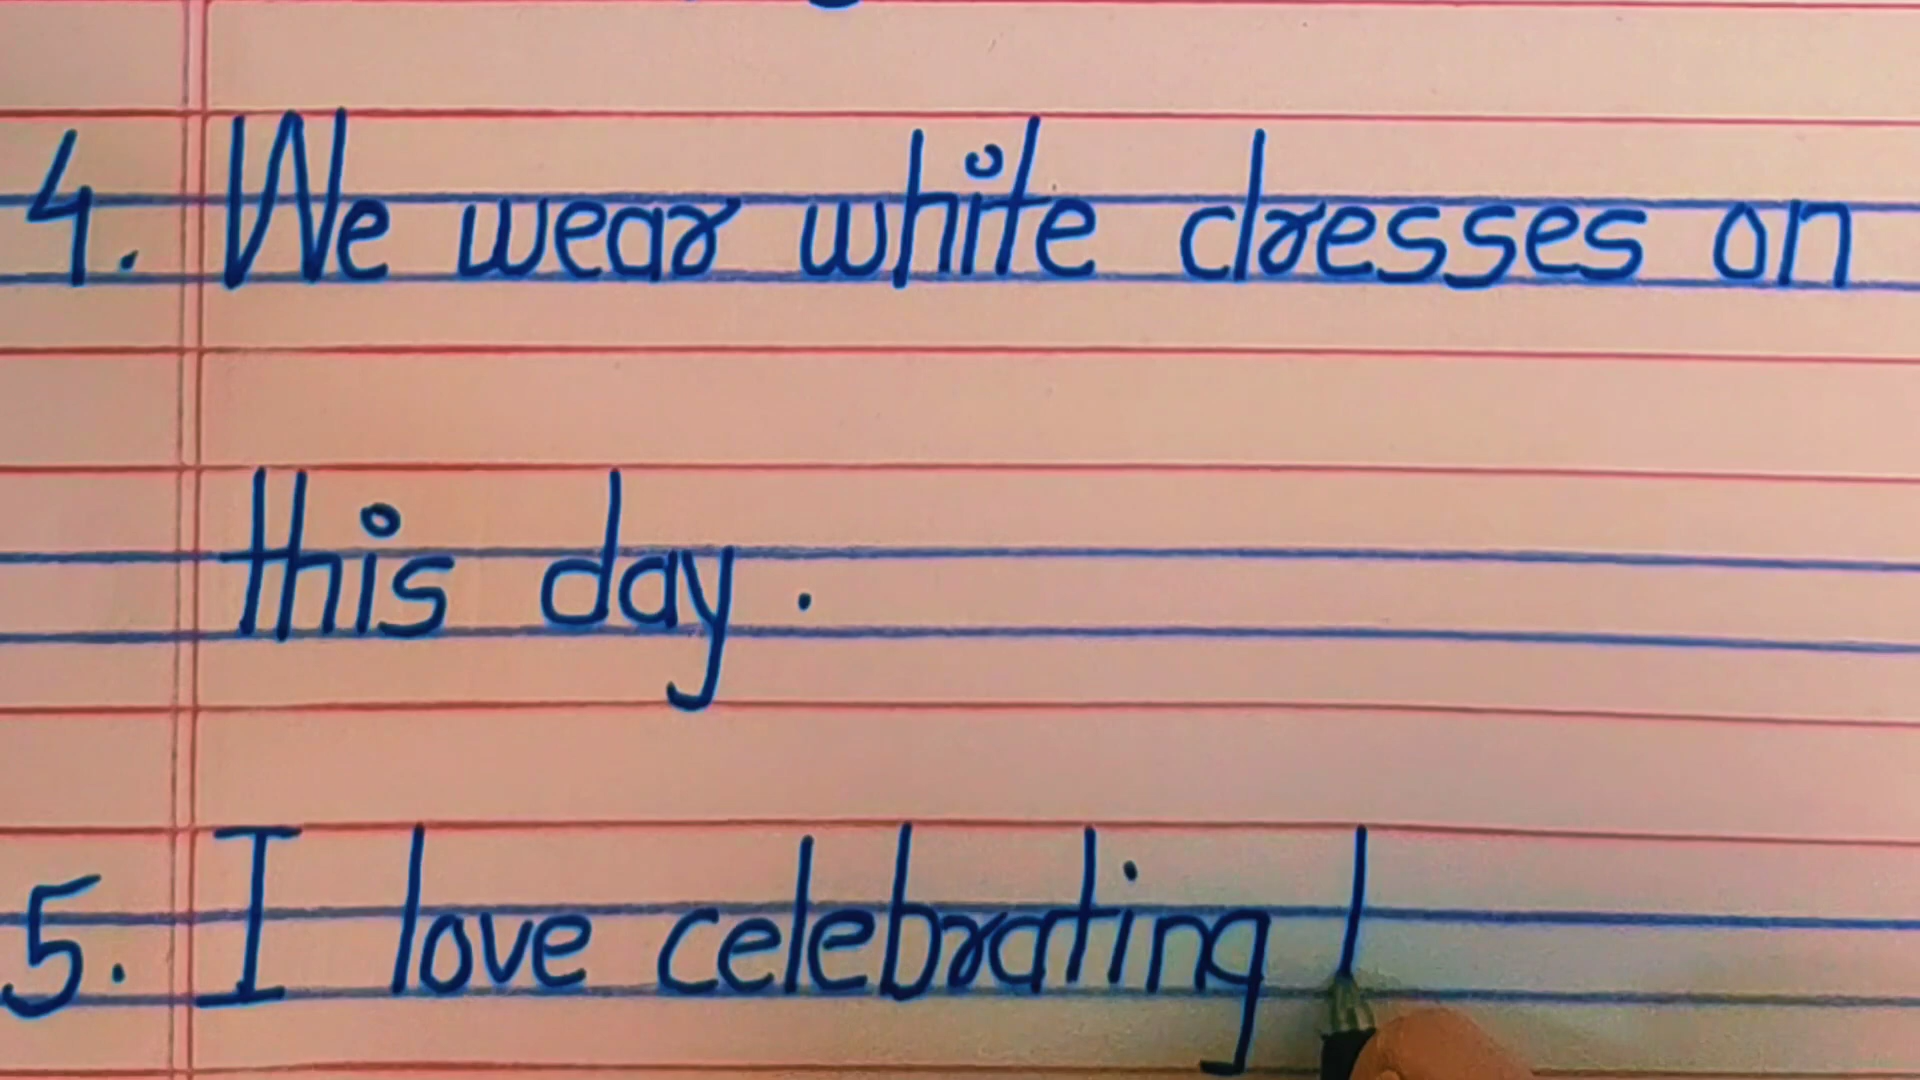 4. We wear white dresses on
this day.
5. I love celebrating